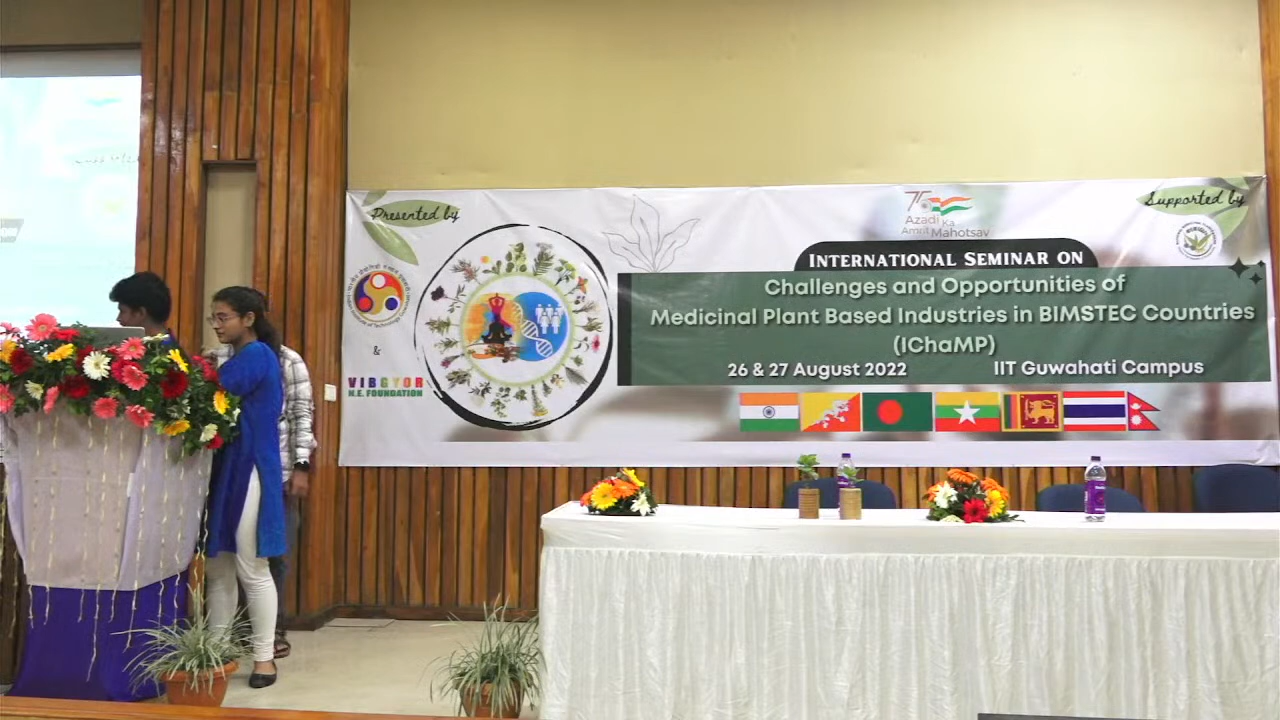 Presented by
&
VIBGYOR
N.E. FOUNDATION
75
Azadi Ka
Amrit Mahotsav
Supported by
INTERNATIONAL SEMINAR ON
Challenges and Opportunities of
Medicinal Plant Based Industries in BIMSTEC Countries
(IChaMP)
26 & 27 August 2022 IIT Guwahati Campus